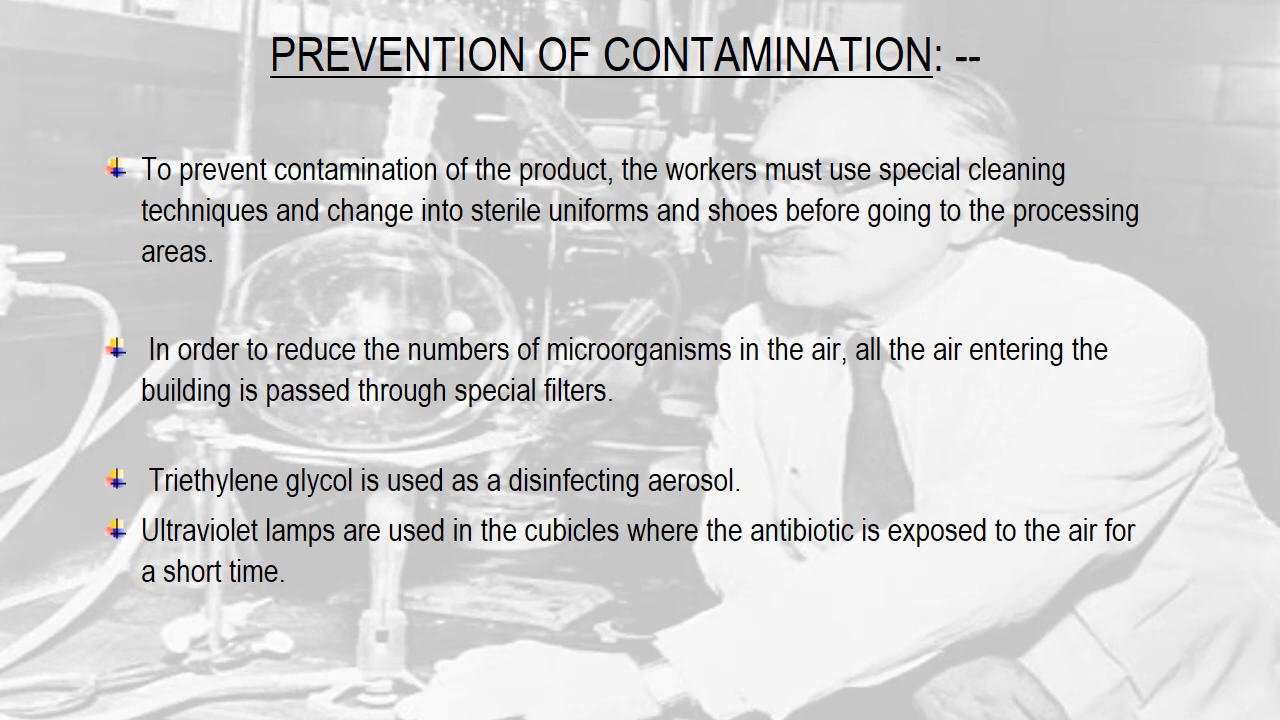 PREVENTION OF CONTAMINATION: --
To prevent contamination of the product, the workers must use special cleaning
techniques and change into sterile uniforms and shoes before going to the processing
areas.
In order to reduce the numbers of microorganisms in the air, all the air entering the
building is passed through special filters.
Triethylene glycol is used as a disinfecting aerosol.
Ultraviolet lamps are used in the cubicles where the antibiotic is exposed to the air for
a short time.